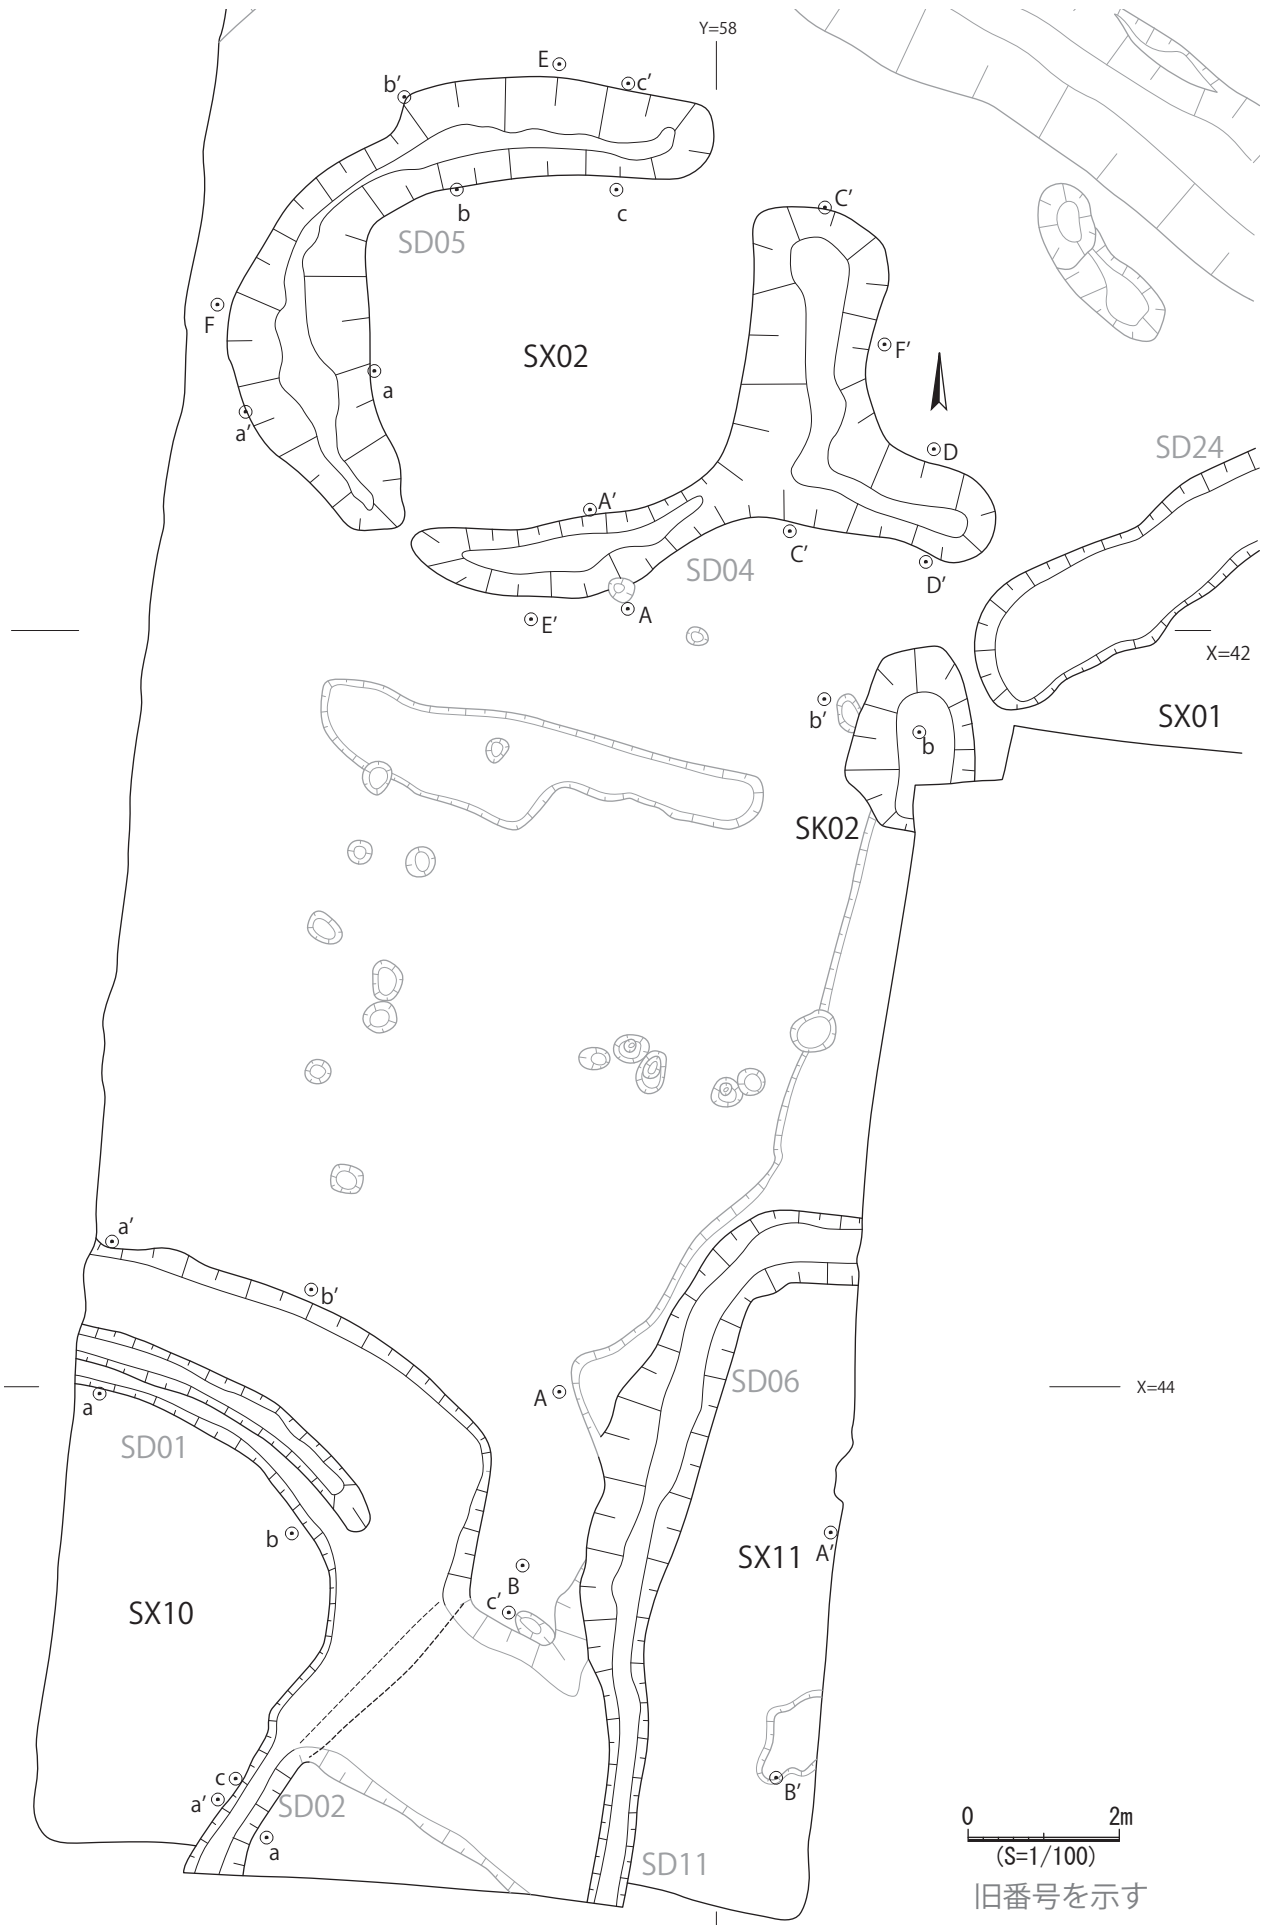 Y=58
E
c'
b'
b
c
SD05
C'
F
SX02
F'
a
a'
D
SD24
A'
C'
SD04
D'
A
E'
X=42
b'
SX01
b
SK02
a'
b'
SD06
A
X=44
a
SD01
b
SX11
A'
B
c'
SX10
c
a'
B'
SD02
a
SD11
0 2m
(S=1/100)
旧番号を示す